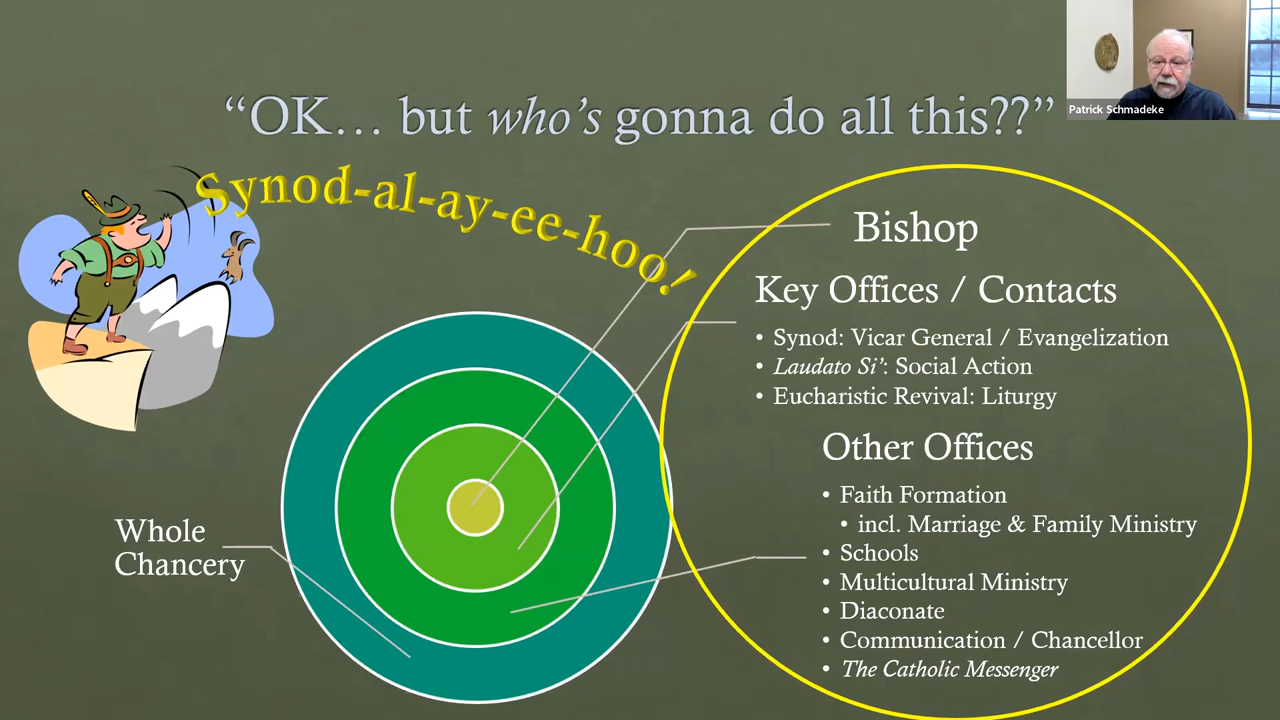 Patrick Schmadeke
“OK… but who’s gonna do all this??”
Synod-al-ay-ee-hoo!
Bishop
Key Offices / Contacts
• Synod: Vicar General / Evangelization
• Laudato Si’: Social Action
• Eucharistic Revival: Liturgy
Other Offices
• Faith Formation
• incl. Marriage & Family Ministry
• Schools
• Multicultural Ministry
• Diaconate
• Communication / Chancellor
• The Catholic Messenger
Whole
Chancery